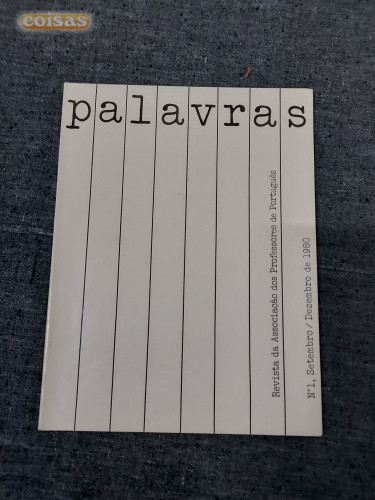 coisas
palavras
Revista da Associação dos Professores de Português
Nº1, Setembro / Dezembro de 1980